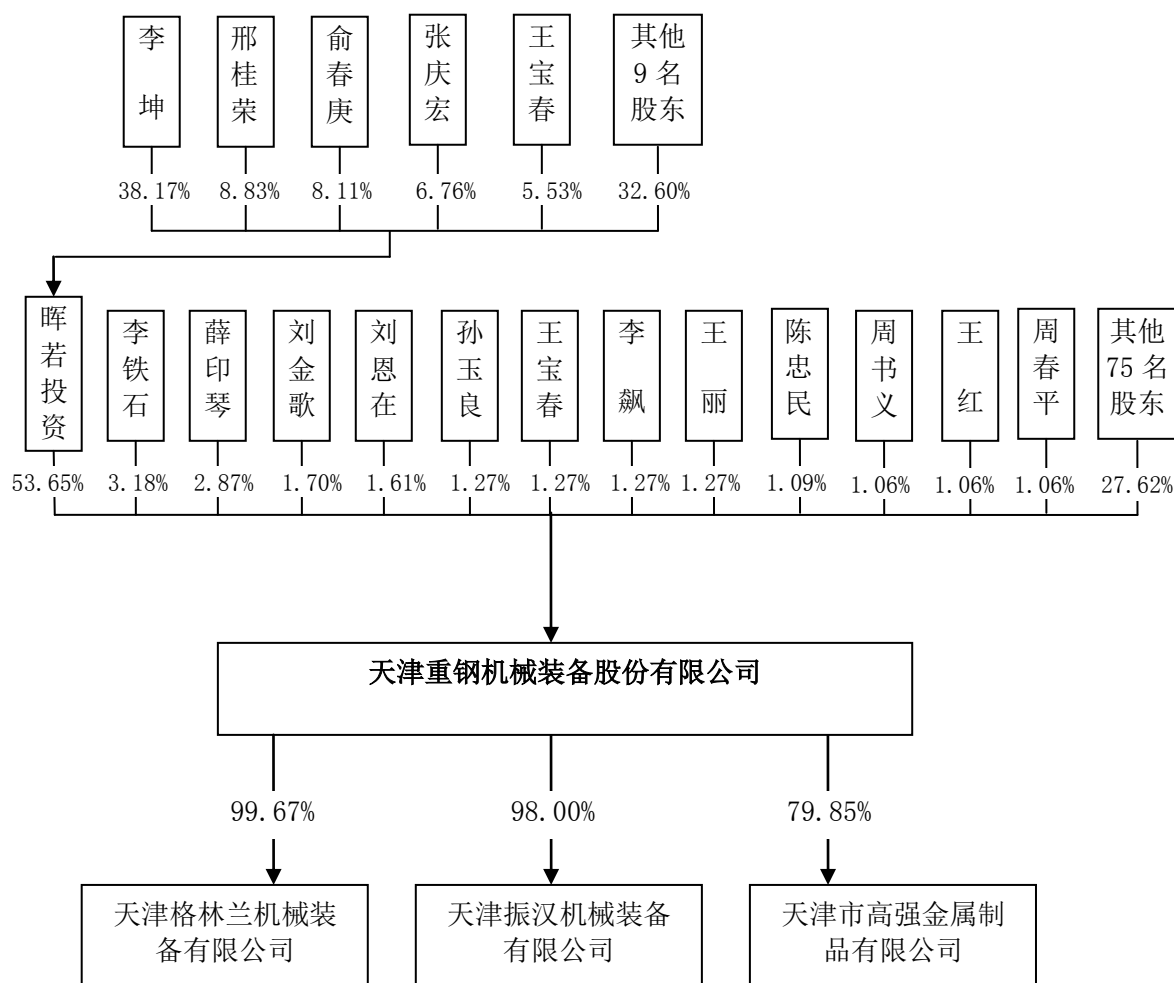 李坤
邢桂荣
俞春庚
张庆宏
王宝春
其他
9 名
股东
38.17%
8.83%
8.11%
6.76%
5.53%
32.60%
晖若投资
李铁石
薛印琴
刘金歌
刘恩在
孙玉良
王宝春
李飙
王丽
陈忠民
周书义
王红
周春平
其他
75 名
股东
53.65%
3.18%
2.87%
1.70%
1.61%
1.27%
1.27%
1.27%
1.27%
1.09%
1.06%
1.06%
1.06%
27.62%
天津重钢机械装备股份有限公司
99.67%
98.00%
79.85%
天津格林兰机械装
备有限公司
天津振汉机械装备
有限公司
天津市高强金属制
品有限公司